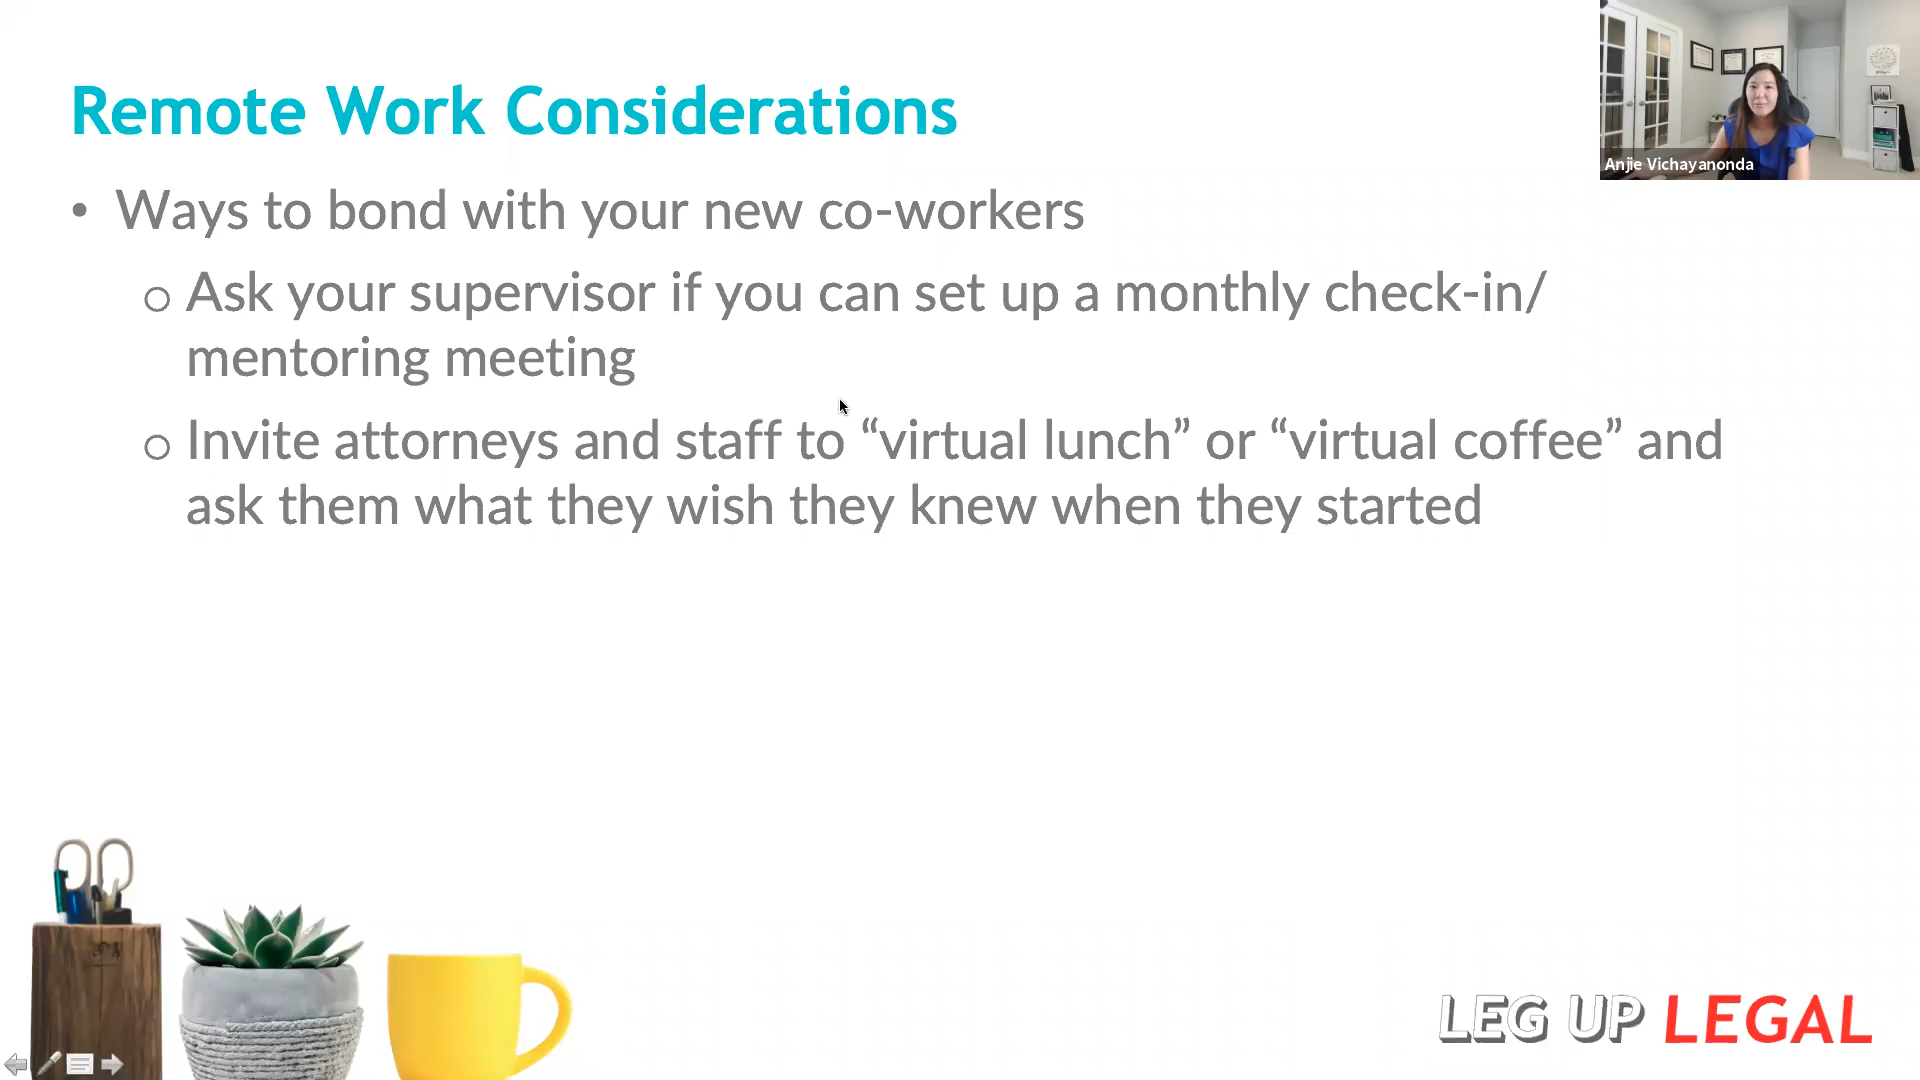 Remote Work Considerations
Anjie Vichayanonda
• Ways to bond with your new co-workers
o Ask your supervisor if you can set up a monthly check-in/
mentoring meeting
o Invite attorneys and staff to “virtual lunch” or “virtual coffee” and
ask them what they wish they knew when they started
LEG UP LEGAL